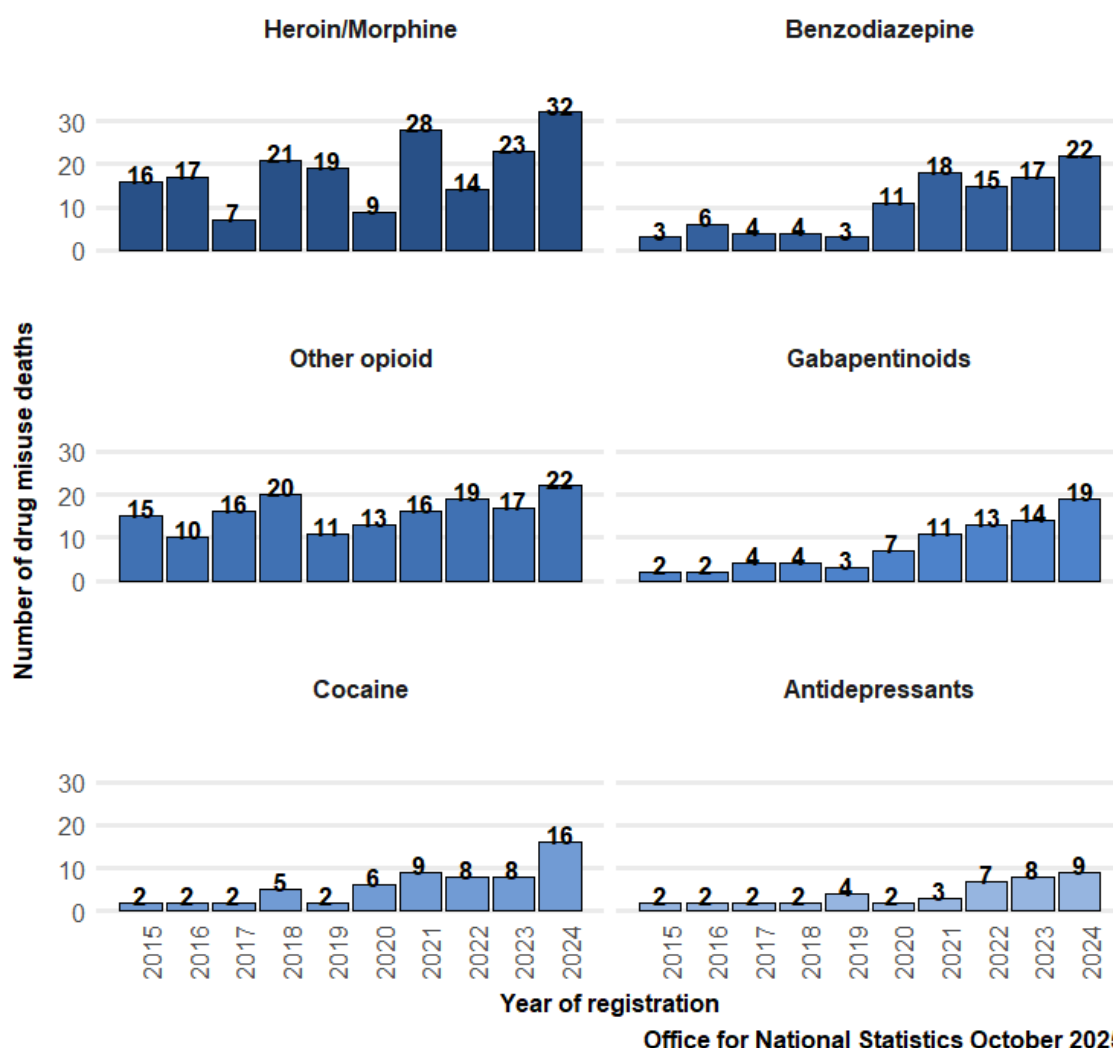 Heroin/Morphine
Benzodiazepine
30
20
10
0
16 17 7 21 19 9 28 14 23 32
3 6 4 4 3 11 18 15 17 22
Number of drug misuse deaths
Other opioid
Gabapentinoids
30
20
10
0
15 10 16 20 11 13 16 19 17 22
2 2 4 4 3 7 11 13 14 19
Cocaine
Antidepressants
30
20
10
0
2 2 2 5 2 6 9 8 8 16
2 2 2 2 4 2 3 7 8 9
2015 2016 2017 2018 2019 2020 2021 2022 2023 2024
2015 2016 2017 2018 2019 2020 2021 2022 2023 2024
Year of registration
Office for National Statistics October 2025